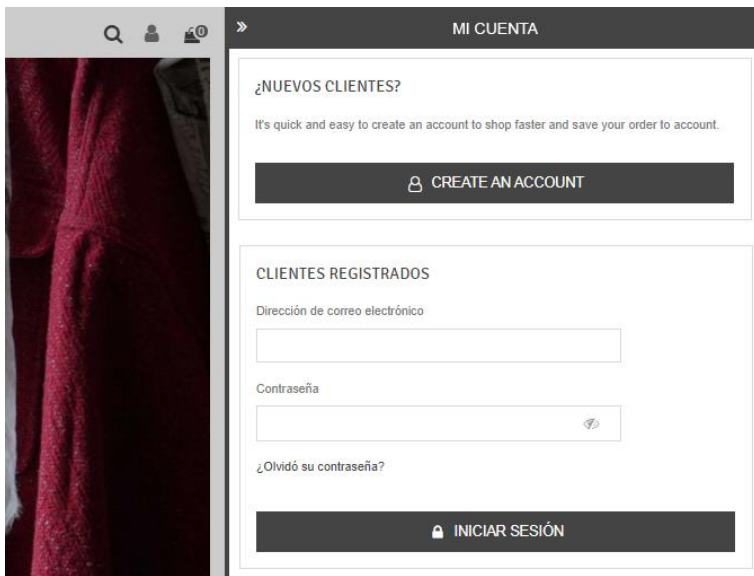 0
MI CUENTA
¿NUEVOS CLIENTES?
It's quick and easy to create an account to shop faster and save your order to account.
CREATE AN ACCOUNT
CLIENTES REGISTRADOS
Dirección de correo electrónico
Contraseña
¿Olvidó su contraseña?
INICIAR SESIÓN